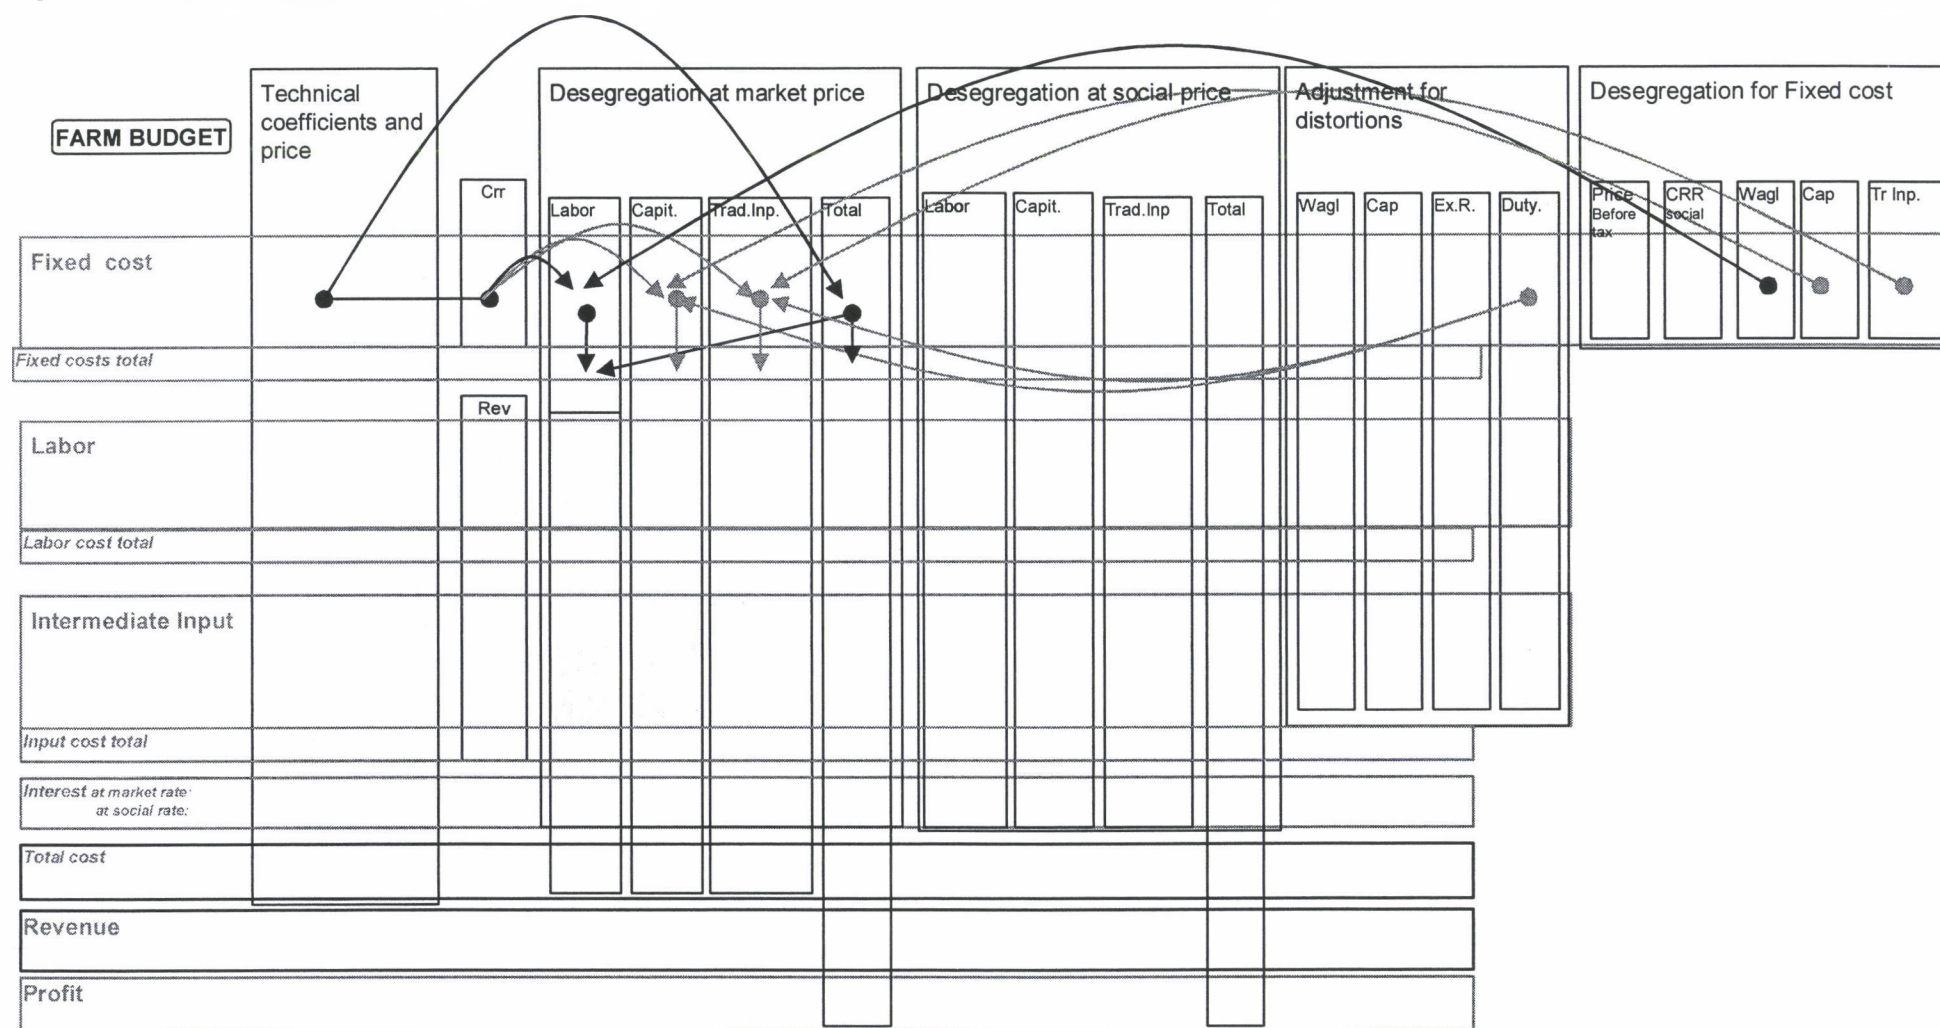 FARM BUDGET
Technical
coefficients and
price
Desegregation at market price
Desegregation at social price
Adjustment for
distortions
Desegregation for Fixed cost
Crr
Labor
Capit.
Trad.Inp.
Total
Labor
Capit.
Trad.Inp
Total
Wagl
Cap
Ex.R.
Duty.
Price
Before
tax
CRR
social
Wagl
Cap
Tr Inp.
Fixed cost
Fixed costs total
Rev
Labor
Labor cost total
Intermediate Input
Input cost total
Interest at market rate:
at social rate:
Total cost
Revenue
Profit